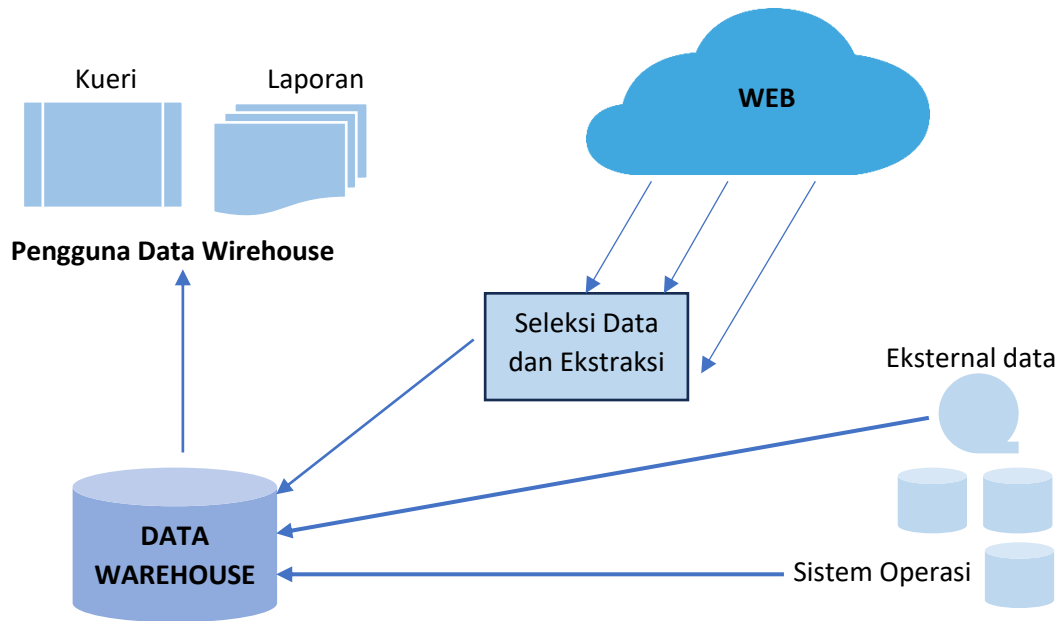 Kueri
Laporan
WEB
Pengguna Data Wirehouse
Seleksi Data
dan Ekstraksi
Eksternal data
DATA
WAREHOUSE
Sistem Operasi